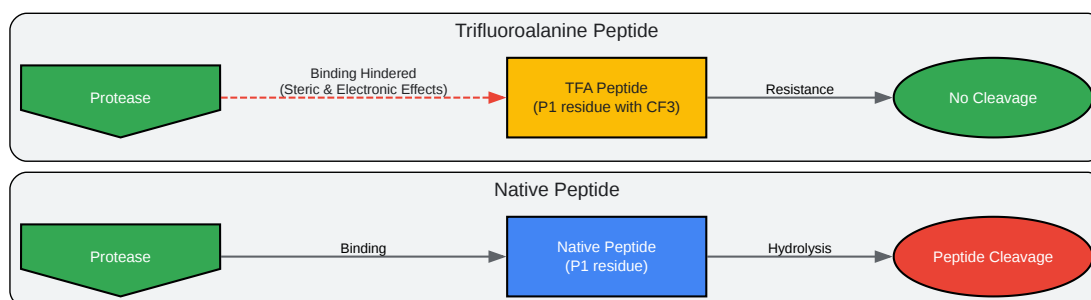 Trifluoroalanine Peptide
Protease
Binding Hindered
(Steric & Electronic Effects)
TFA Peptide
(P1 residue with CF3)
Resistance
No Cleavage
Native Peptide
Protease
Binding
Native Peptide
(P1 residue)
Hydrolysis
Peptide Cleavage